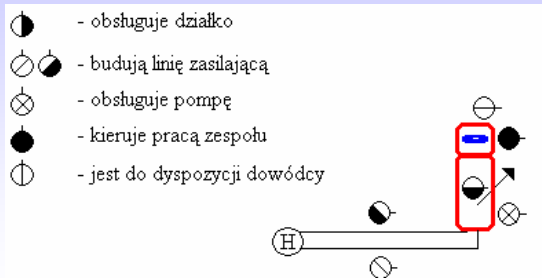 - obsługuje działko
- budują linię zasilającą
- obsługuje pompę
- kieruje pracą zespołu
- jest do dyspozycji dowódcy
H